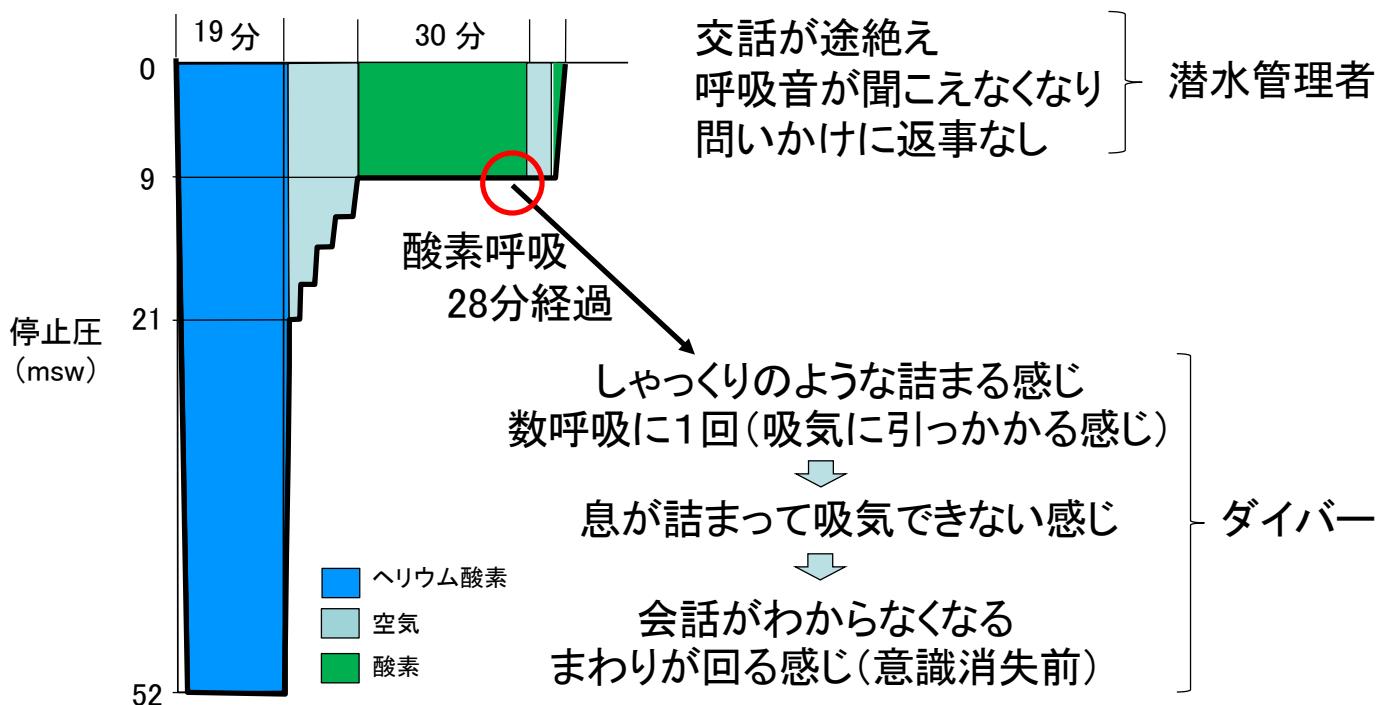 19分
30分
0
9
21
52
停止圧
(msw)
酸素呼吸
28分経過
ヘリウム酸素
空気
酸素
交話が途絶え
呼吸音が聞こえなくなり
問いかけに返事なし
潜水管理者
しゃっくりのような詰まる感じ
数呼吸に１回（吸気に引っかかる感じ）
息が詰まって吸気できない感じ
会話がわからなくなる
まわりが回る感じ（意識消失前）
ダイバー